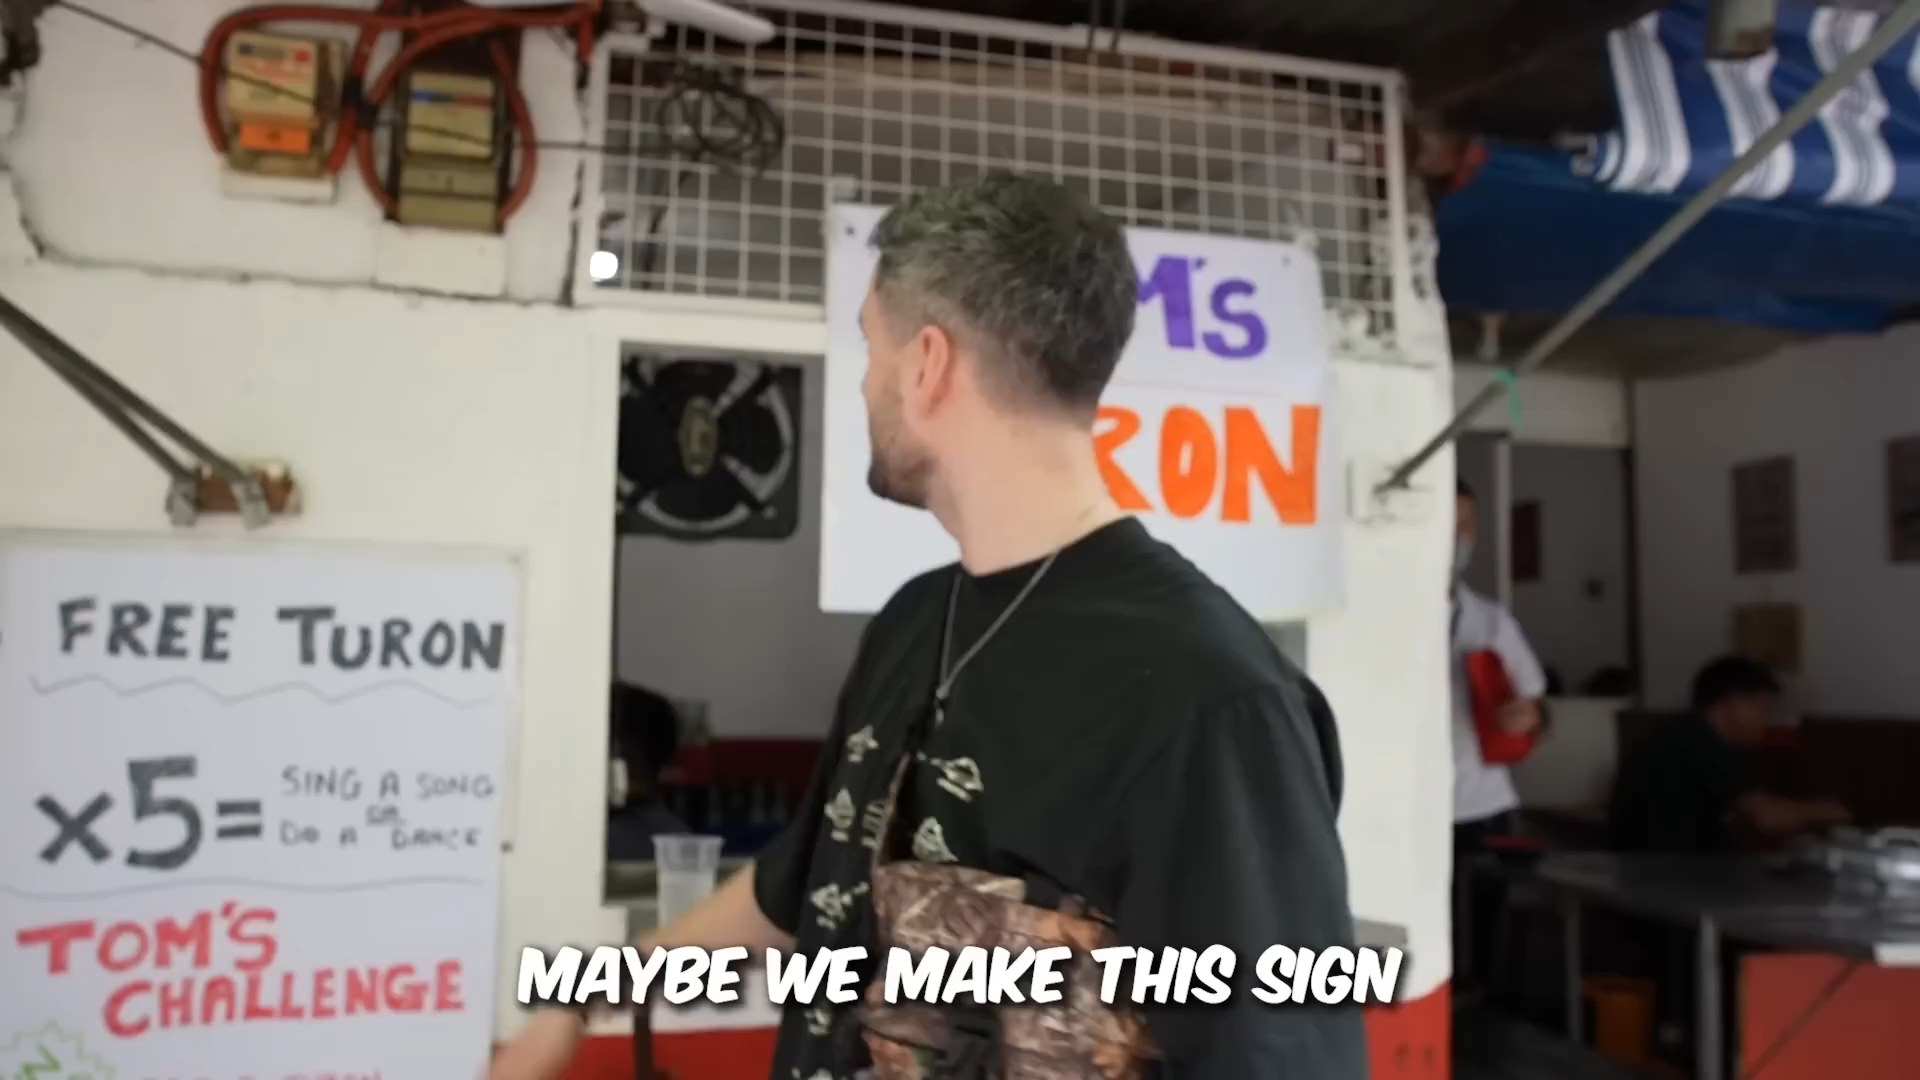 M's
RON
FREE TURON
x5= SING A SONG
OR
DO A DANCE
TOM'S
CHALLENGE
MAYBE WE MAKE THIS SIGN